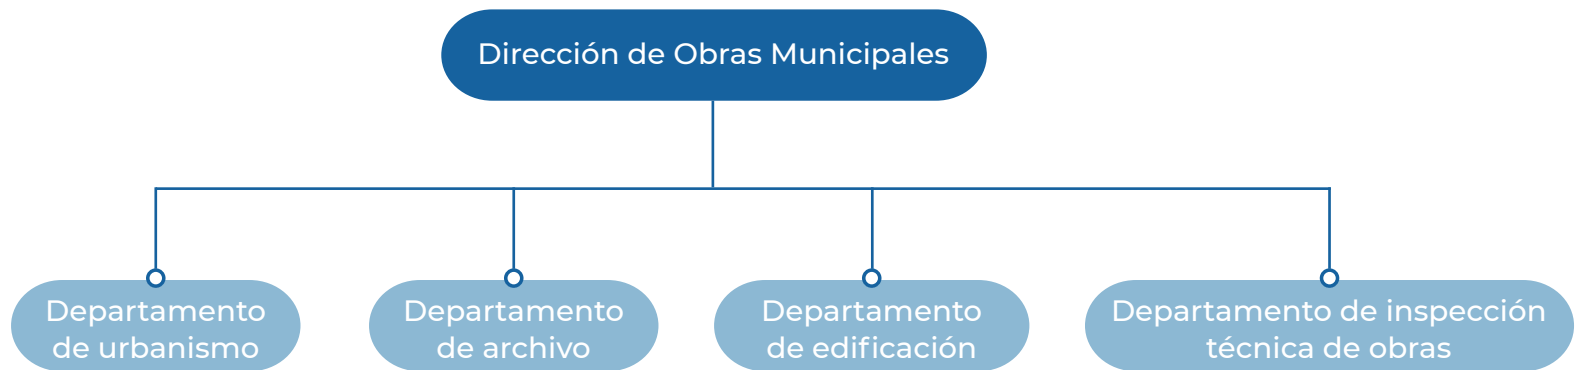 Dirección de Obras Municipales
Departamento
de urbanismo
Departamento
de archivo
Departamento
de edificación
Departamento de inspección
técnica de obras